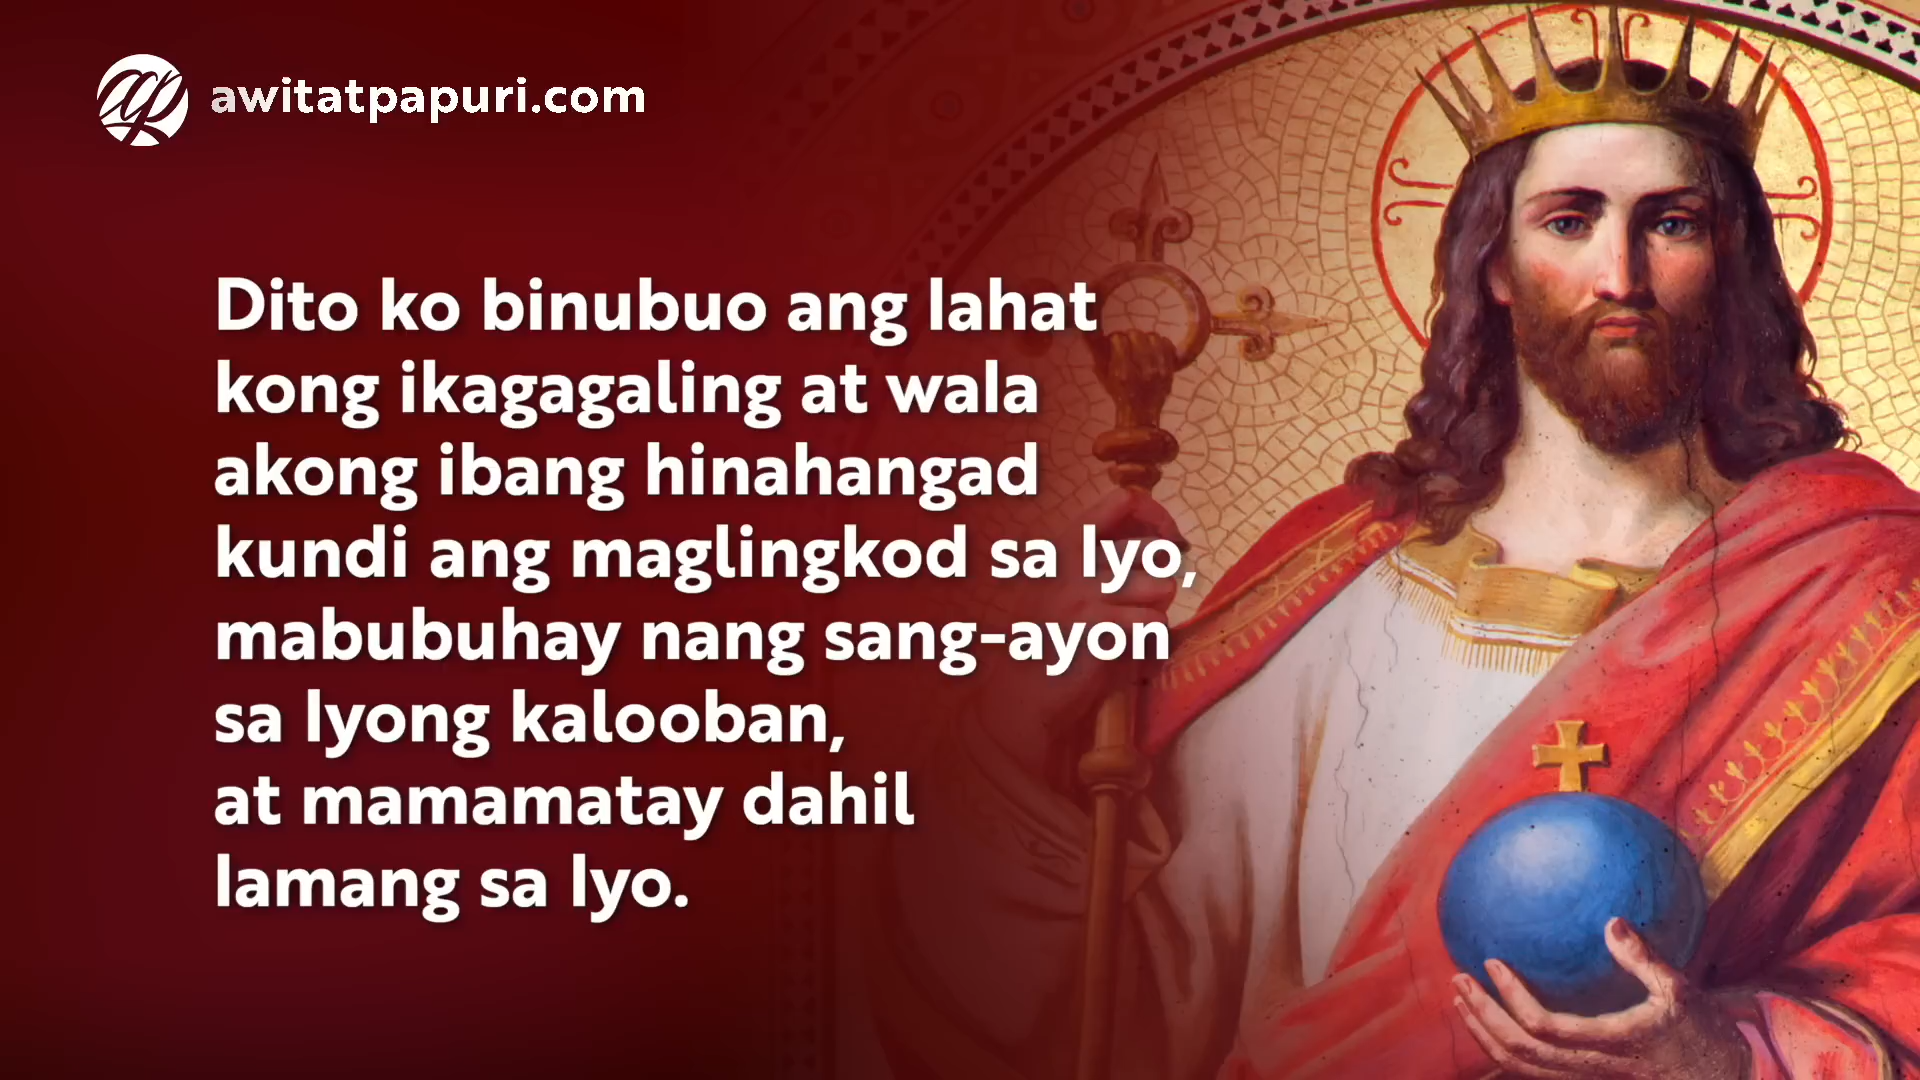 awitatpapuri.com
Dito ko binubuo ang lahat
kong ikagagaling at wala
akong ibang hinahangad
kundi ang maglingkod sa Iyo,
mabubuhay nang sang-ayon
sa Iyong kalooban,
at mamamatay dahil
lamang sa Iyo.